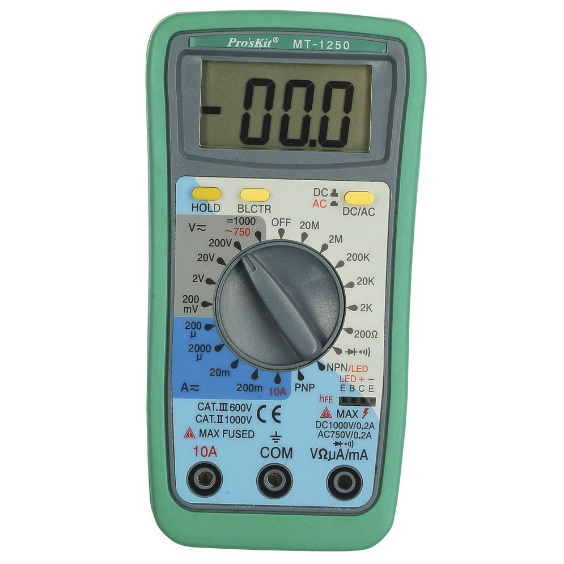 Pro'sKit® MT-1250
-00.0
HOLD BLCTR DC AC DC/AC
V≂ =1000 ~750 OFF 20M
200V 2M
20V 200K
2V 20K
200 mV 2K
200 µ 200Ω
2000 µ
20m NPN/LED
A≂ 200m 10A PNP LED + −
hFE E B C E
CAT.III 600V
CAT.II 1000V
CE
MAX
DC1000V/0,2A
AC750V/0,2A
MAX FUSED
10A COM VΩµA/mA